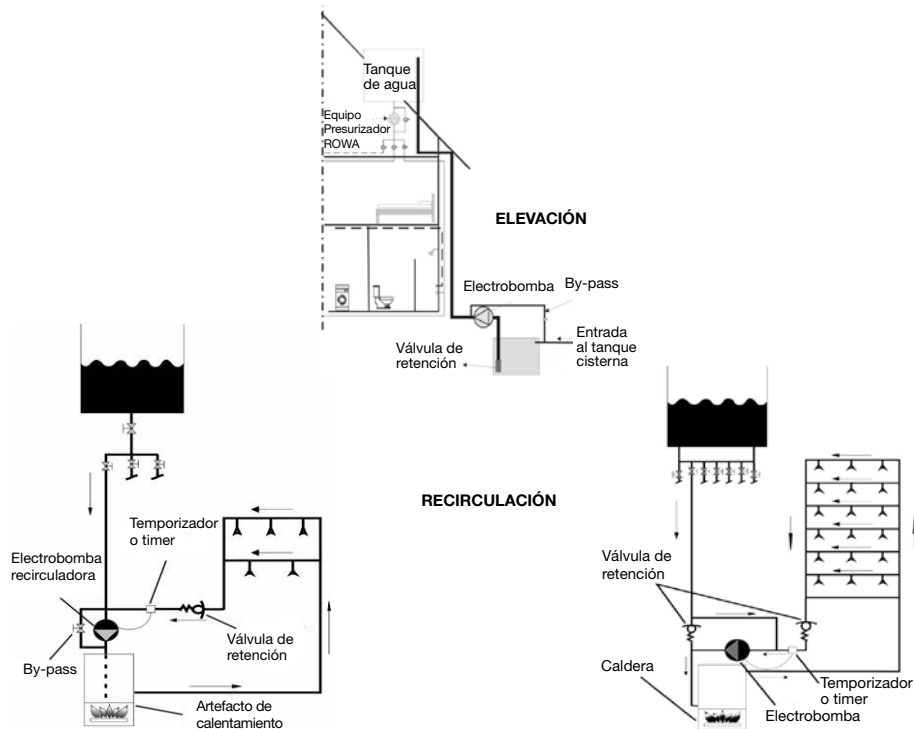 Tanque
de agua
Equipo
Presurizador
ROWA
ELEVACIÓN
Electrobomba
By-pass
Válvula de
retención
Entrada
al tanque
cisterna
RECIRCULACIÓN
Temporizador
o timer
Electrobomba
recirculadora
Válvula de
retención
By-pass
Artefacto de
calentamiento
Válvula de
retención
Caldera
Temporizador
o timer
Electrobomba